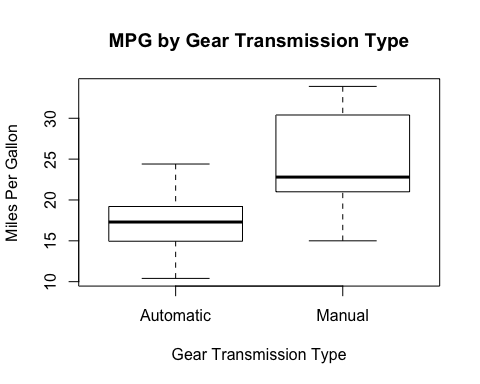 MPG by Gear Transmission Type
Miles Per Gallon
30
25
20
15
10
Automatic Manual
Gear Transmission Type